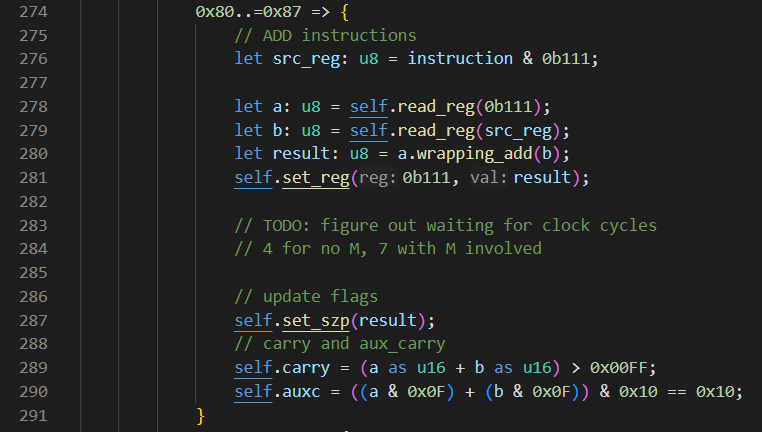 274 0x80..=0x87 => {
275 // ADD instructions
276 let src_reg: u8 = instruction & 0b111;
277
278 let a: u8 = self.read_reg(0b111);
279 let b: u8 = self.read_reg(src_reg);
280 let result: u8 = a.wrapping_add(b);
281 self.set_reg(reg: 0b111, val: result);
282
283 // TODO: figure out waiting for clock cycles
284 // 4 for no M, 7 with M involved
285
286 // update flags
287 self.set_szp(result);
288 // carry and aux_carry
289 self.carry = (a as u16 + b as u16) > 0x00FF;
290 self.auxc = ((a & 0x0F) + (b & 0x0F)) & 0x10 == 0x10;
291 }